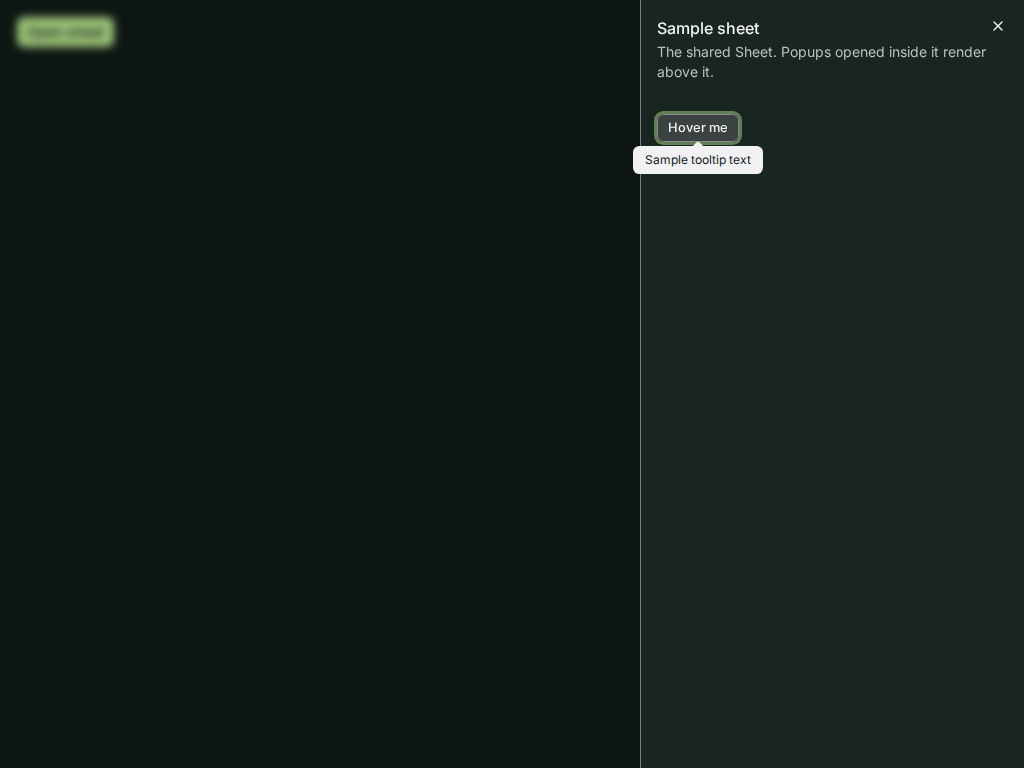 Sample sheet
The shared Sheet. Popups opened inside it render
above it.
Hover me
Sample tooltip text